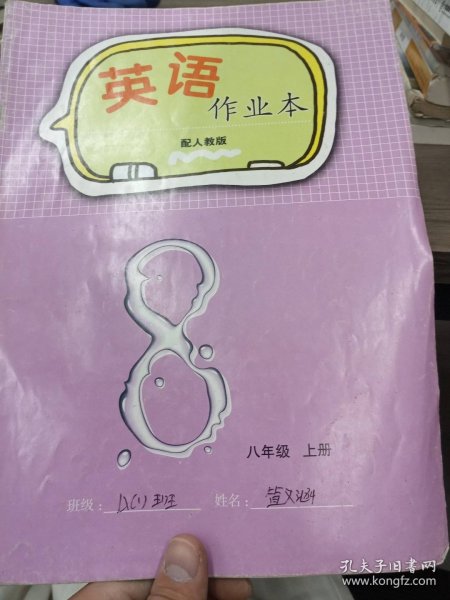 英语
作业本
配人教版
8
八年级 上册
班级:
姓名:
孔夫子旧书网
www.kongfz.com